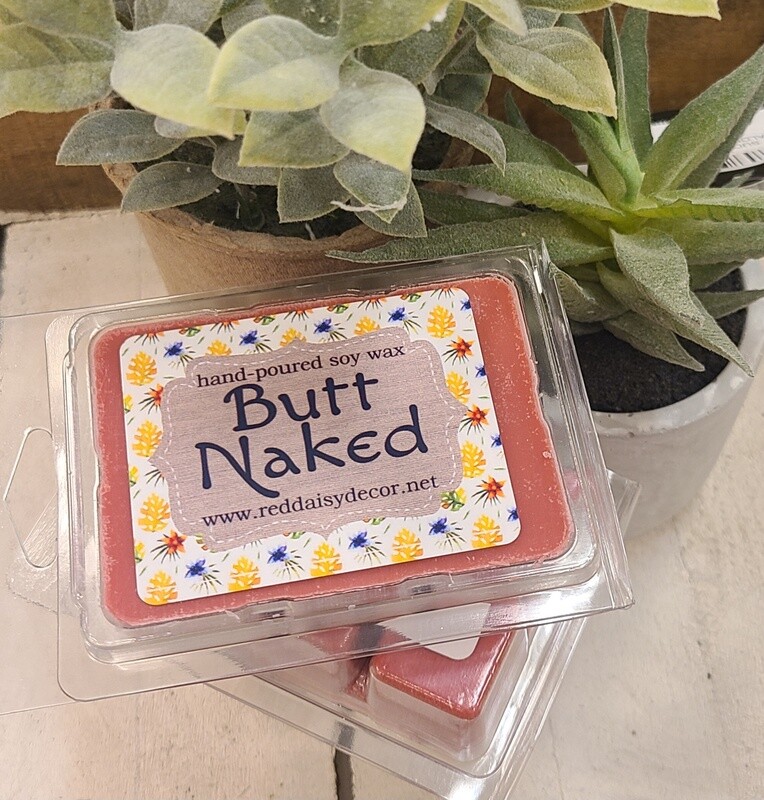 hand-poured soy wax
Butt
Naked
www.reddaisydecor.net